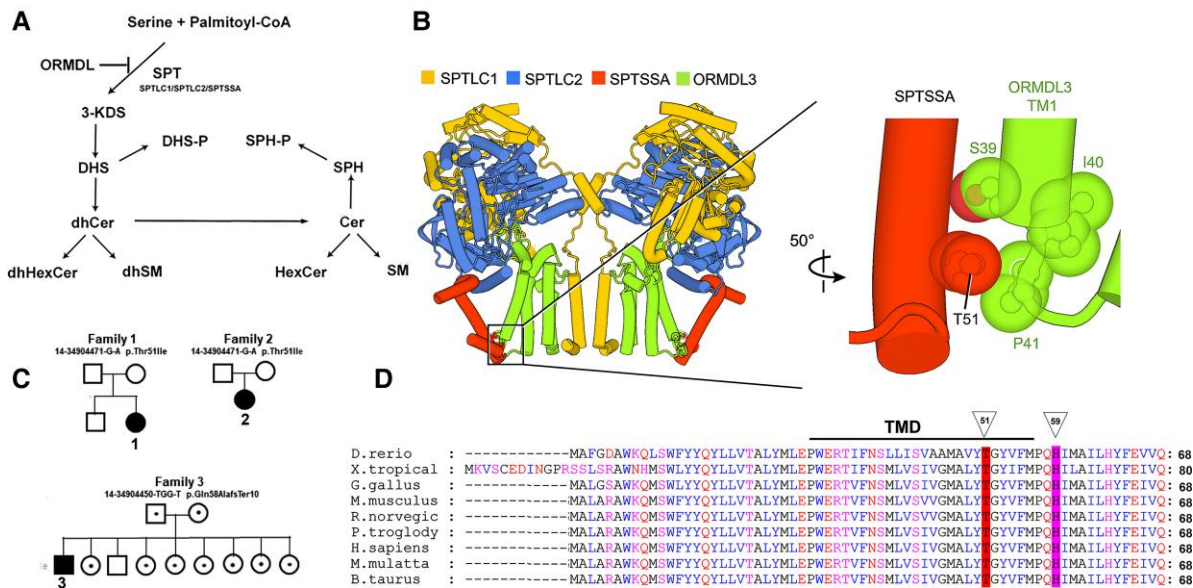 A
Serine + Palmitoyl-CoA
ORMDL
SPT
SPTLC1/SPTLC2/SPTSSA
3-KDS
DHS-P
SPH-P
DHS
SPH
dhCer
Cer
dhHexCer
dhSM
HexCer
SM
B
SPTLC1 SPTLC2 SPTSSA ORMDL3
50°
SPTSSA
ORMDL3
TM1
S39
I40
T51
P41
C
Family 1
14-34904471-G-A p.Thr51Ile
1
Family 2
14-34904471-G-A p.Thr51Ile
2
Family 3
14-34904450-TGG-T p.Gln58AlafsTer10
3
D
TMD
51
59
D.rerio : -----------MAFGDAWKQLSWFYYQYLLVTALYMLEPWERTIFNSLLISVAAMAVYTGYVFMPQHIMAILHYFEVVQ: 68
X.tropical : MKVSCEDINGPRSSLSRAWNHMSWFYYQYLLVTALYMLEPWERTIFNSMLVSIVGMALYTGYVFMPQHILAILHYFEIVQ: 80
G.gallus : -----------MALGSAWKQMSWFYYQYLLVTALYMLEPWERTVFNSMLVSIVGMALYTGYVFMPQHIMAILHYFEIVQ: 68
M.musculus : -----------MALARAWKQMSWFYYQYLLVTALYMLEPWERTVFNSMLVSIVGMALYTGYVFMPQHIMAILHYFEIVQ: 68
R.norvegic : -----------MALARAWKQMSWFYYQYLLVTALYMLEPWERTVFNSMLVSVVGMALYTGYVFMPQHIMAILHYFEIVQ: 68
P.troglody : -----------MALARAWKQMSWFYYQYLLVTALYMLEPWERTVFNSMLVSIVGMALYTGYVFMPQHIMAILHYFEIVQ: 68
H.sapiens : -----------MALARAWKQMSWFYYQYLLVTALYMLEPWERTVFNSMLVSIVGMALYTGYVFMPQHIMAILHYFEIVQ: 68
M.mulatta : -----------MALARAWKQMSWFYYQYLLVTALYMLEPWERTVFNSMLVSIVGMALYTGYVFMPQHIMAILHYFEIVQ: 68
B.taurus : -----------MALARAWKQMSWFYYQYLLVTALYMLEPWERTVFNSMLVSIVGMALYTGYVFMPQHIMAILHYFEIVQ: 68